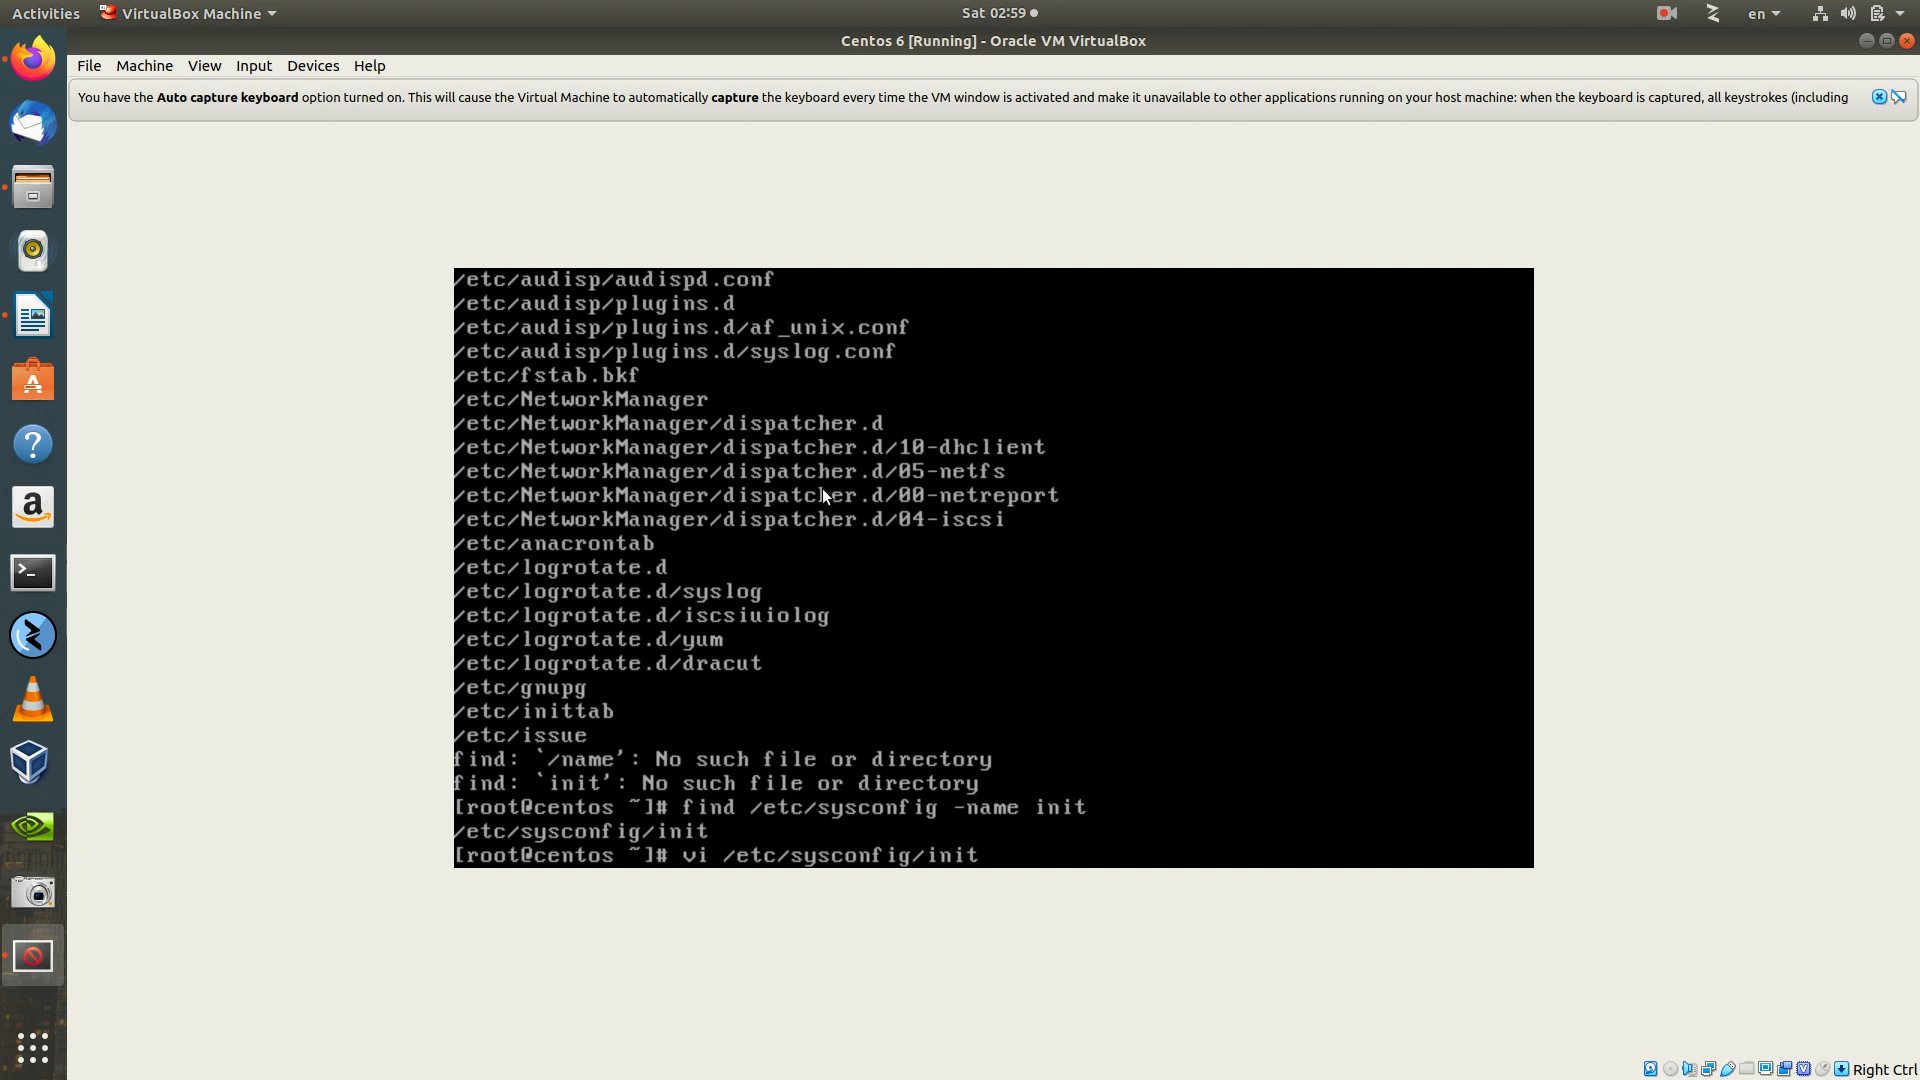 Activities
VirtualBox Machine
Sat 02:59
en
Centos 6 [Running] - Oracle VM VirtualBox
File Machine View Input Devices Help
You have the Auto capture keyboard option turned on. This will cause the Virtual Machine to automatically capture the keyboard every time the VM window is activated and make it unavailable to other applications running on your host machine: when the keyboard is captured, all keystrokes (including
/etc/audisp/audispd.conf
/etc/audisp/plugins.d
/etc/audisp/plugins.d/af_unix.conf
/etc/audisp/plugins.d/syslog.conf
/etc/fstab.bkf
/etc/NetworkManager
/etc/NetworkManager/dispatcher.d
/etc/NetworkManager/dispatcher.d/10-dhclient
/etc/NetworkManager/dispatcher.d/05-netfs
/etc/NetworkManager/dispatcher.d/00-netreport
/etc/NetworkManager/dispatcher.d/04-iscsi
/etc/anacrontab
/etc/logrotate.d
/etc/logrotate.d/syslog
/etc/logrotate.d/iscsiuiolog
/etc/logrotate.d/yum
/etc/logrotate.d/dracut
/etc/gnupg
/etc/inittab
/etc/issue
find: `/name': No such file or directory
find: `init': No such file or directory
[root@centos ~]# find /etc/sysconfig -name init
/etc/sysconfig/init
[root@centos ~]# vi /etc/sysconfig/init
Right Ctrl